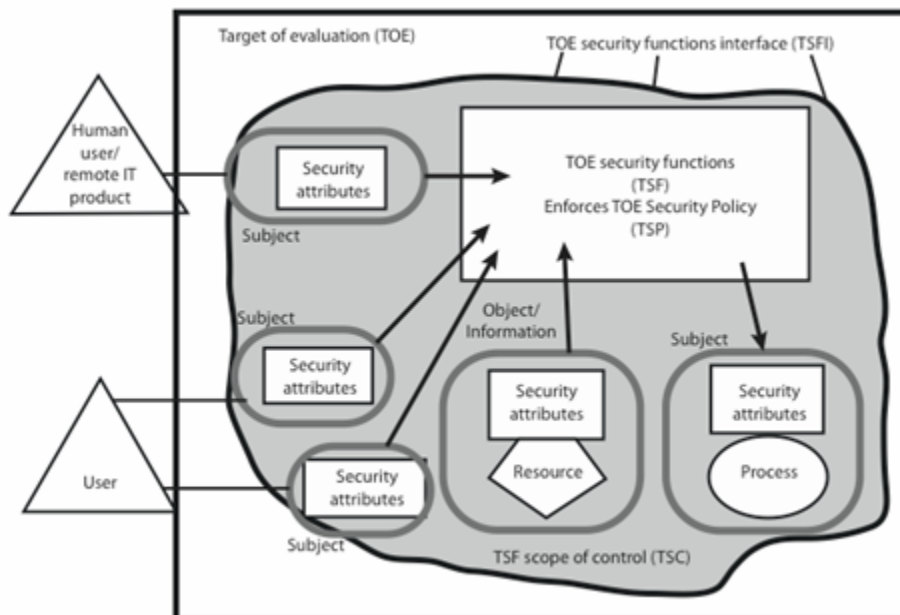 Target of evaluation (TOE)
TOE security functions interface (TSFI)
Human
user/
remote IT
product
Security
attributes
Subject
TOE security functions
(TSF)
Enforces TOE Security Policy
(TSP)
Subject
Security
attributes
Object/
Information
Subject
Security
attributes
Resource
Security
attributes
Process
User
Security
attributes
Subject
TSF scope of control (TSC)